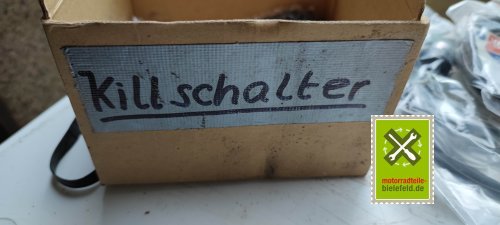 Killschalter
motorradteile-
bielefeld.de